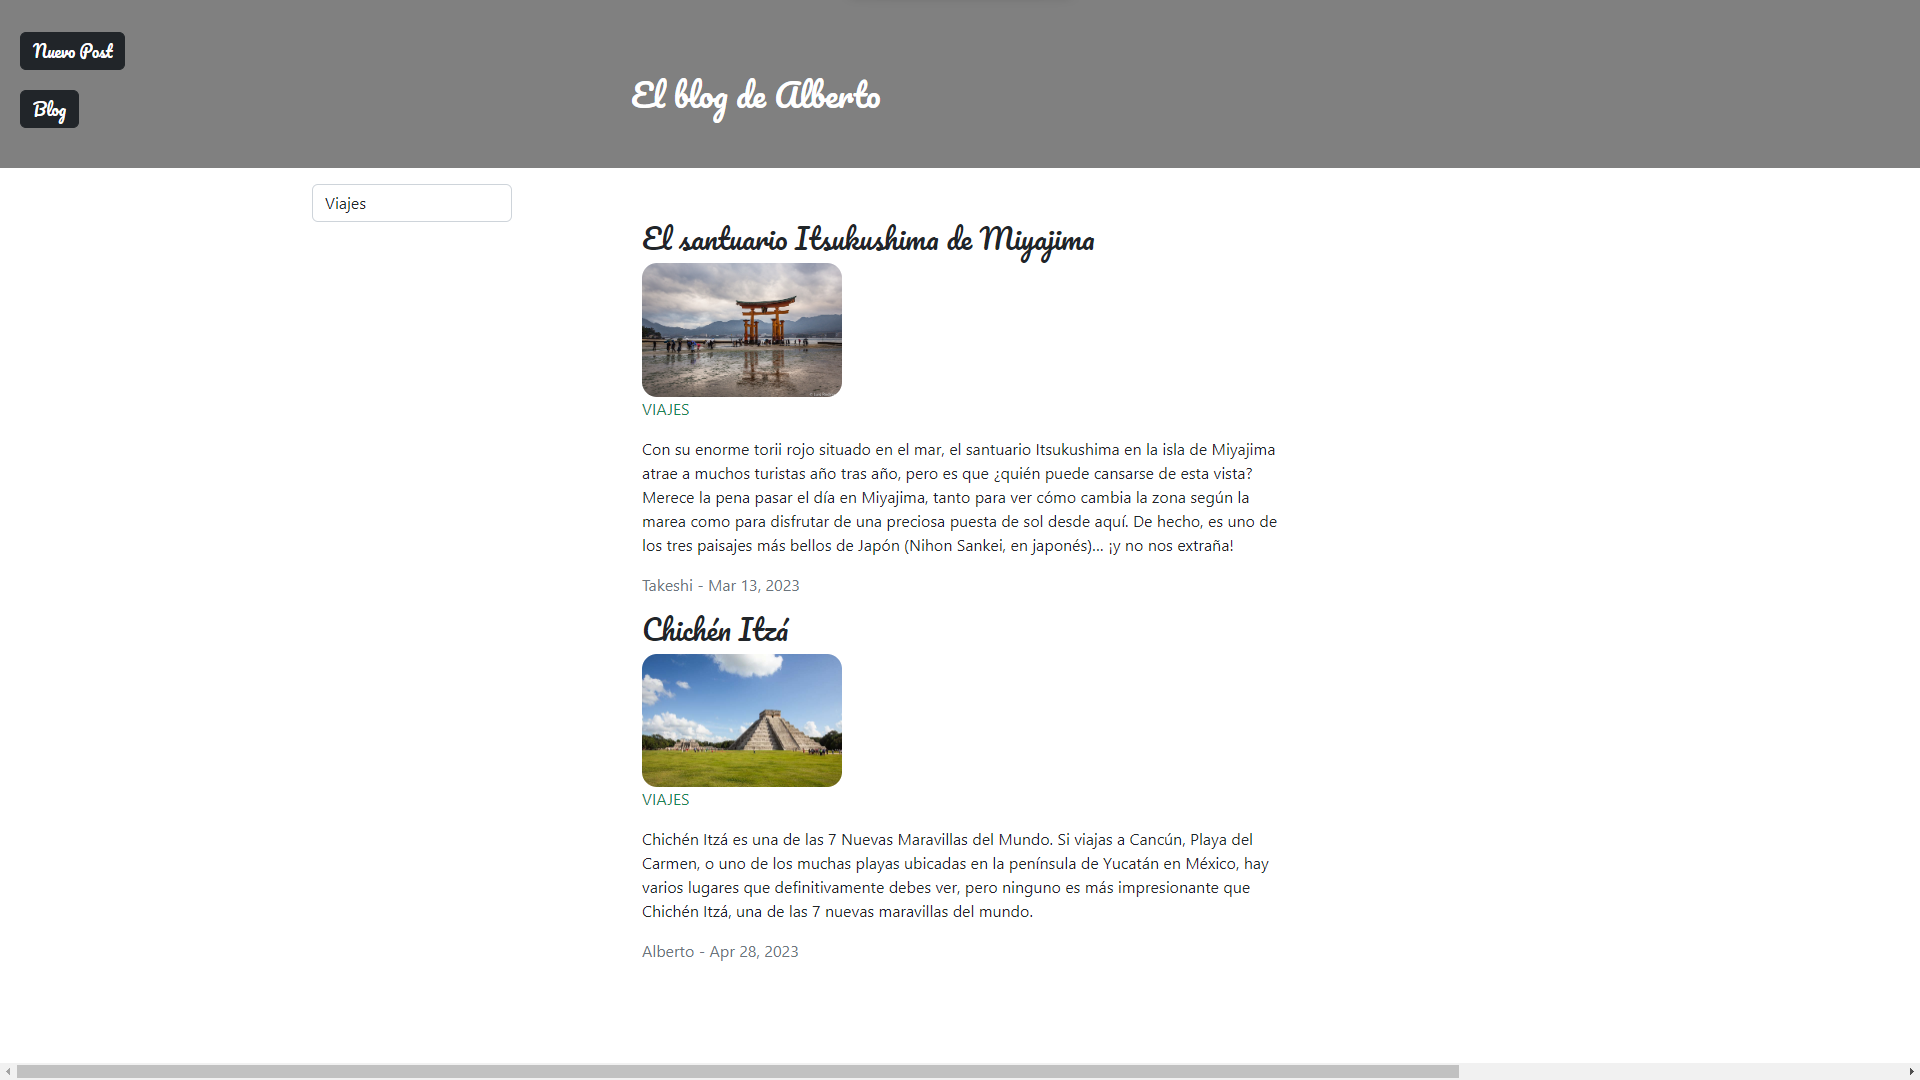 Nuevo Post
Blog
El blog de Alberto
Viajes
El santuario Itsukushima de Miyajima
VIAJES
Con su enorme torii rojo situado en el mar, el santuario Itsukushima en la isla de Miyajima
atrae a muchos turistas año tras año, pero es que ¿quién puede cansarse de esta vista?
Merece la pena pasar el día en Miyajima, tanto para ver cómo cambia la zona según la
marea como para disfrutar de una preciosa puesta de sol desde aquí. De hecho, es uno de
los tres paisajes más bellos de Japón (Nihon Sankei, en japonés)... ¡y no nos extraña!
Takeshi - Mar 13, 2023
Chichén Itzá
VIAJES
Chichén Itzá es una de las 7 Nuevas Maravillas del Mundo. Si viajas a Cancún, Playa del
Carmen, o uno de los muchas playas ubicadas en la península de Yucatán en México, hay
varios lugares que definitivamente debes ver, pero ninguno es más impresionante que
Chichén Itzá, una de las 7 nuevas maravillas del mundo.
Alberto - Apr 28, 2023